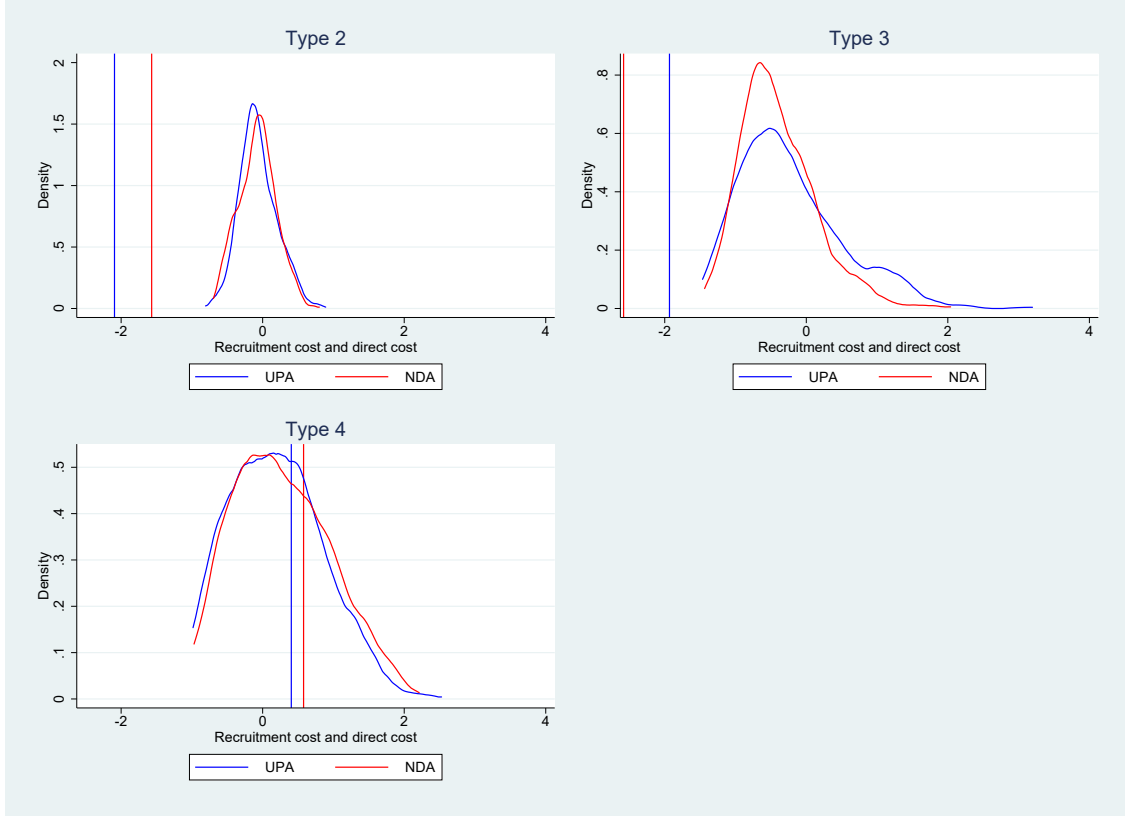 Type 2
Density
2
1.5
1
.5
0
-2 0 2 4
Recruitment cost and direct cost
UPA NDA
Type 3
Density
.8
.6
.4
.2
0
-2 0 2 4
Recruitment cost and direct cost
UPA NDA
Type 4
Density
.5
.4
.3
.2
.1
0
-2 0 2 4
Recruitment cost and direct cost
UPA NDA